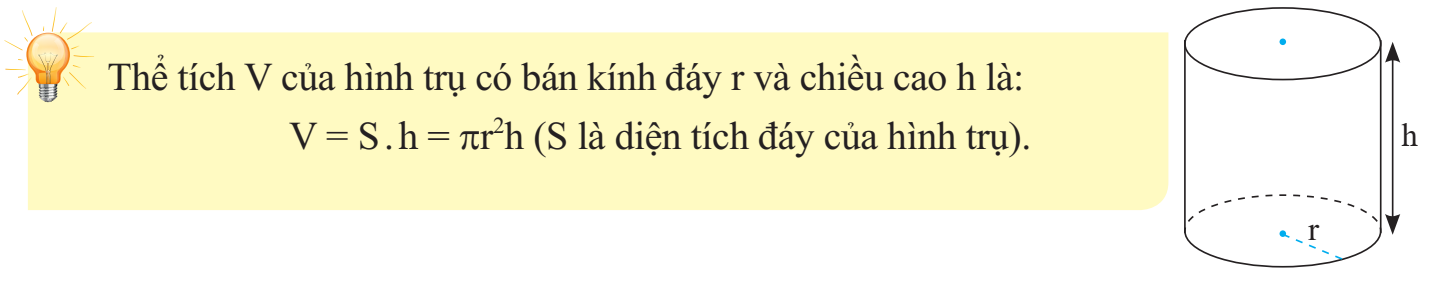 Thể tích V của hình trụ có bán kính đáy r và chiều cao h là:
V = S.h = πr²h (S là diện tích đáy của hình trụ).
h
r